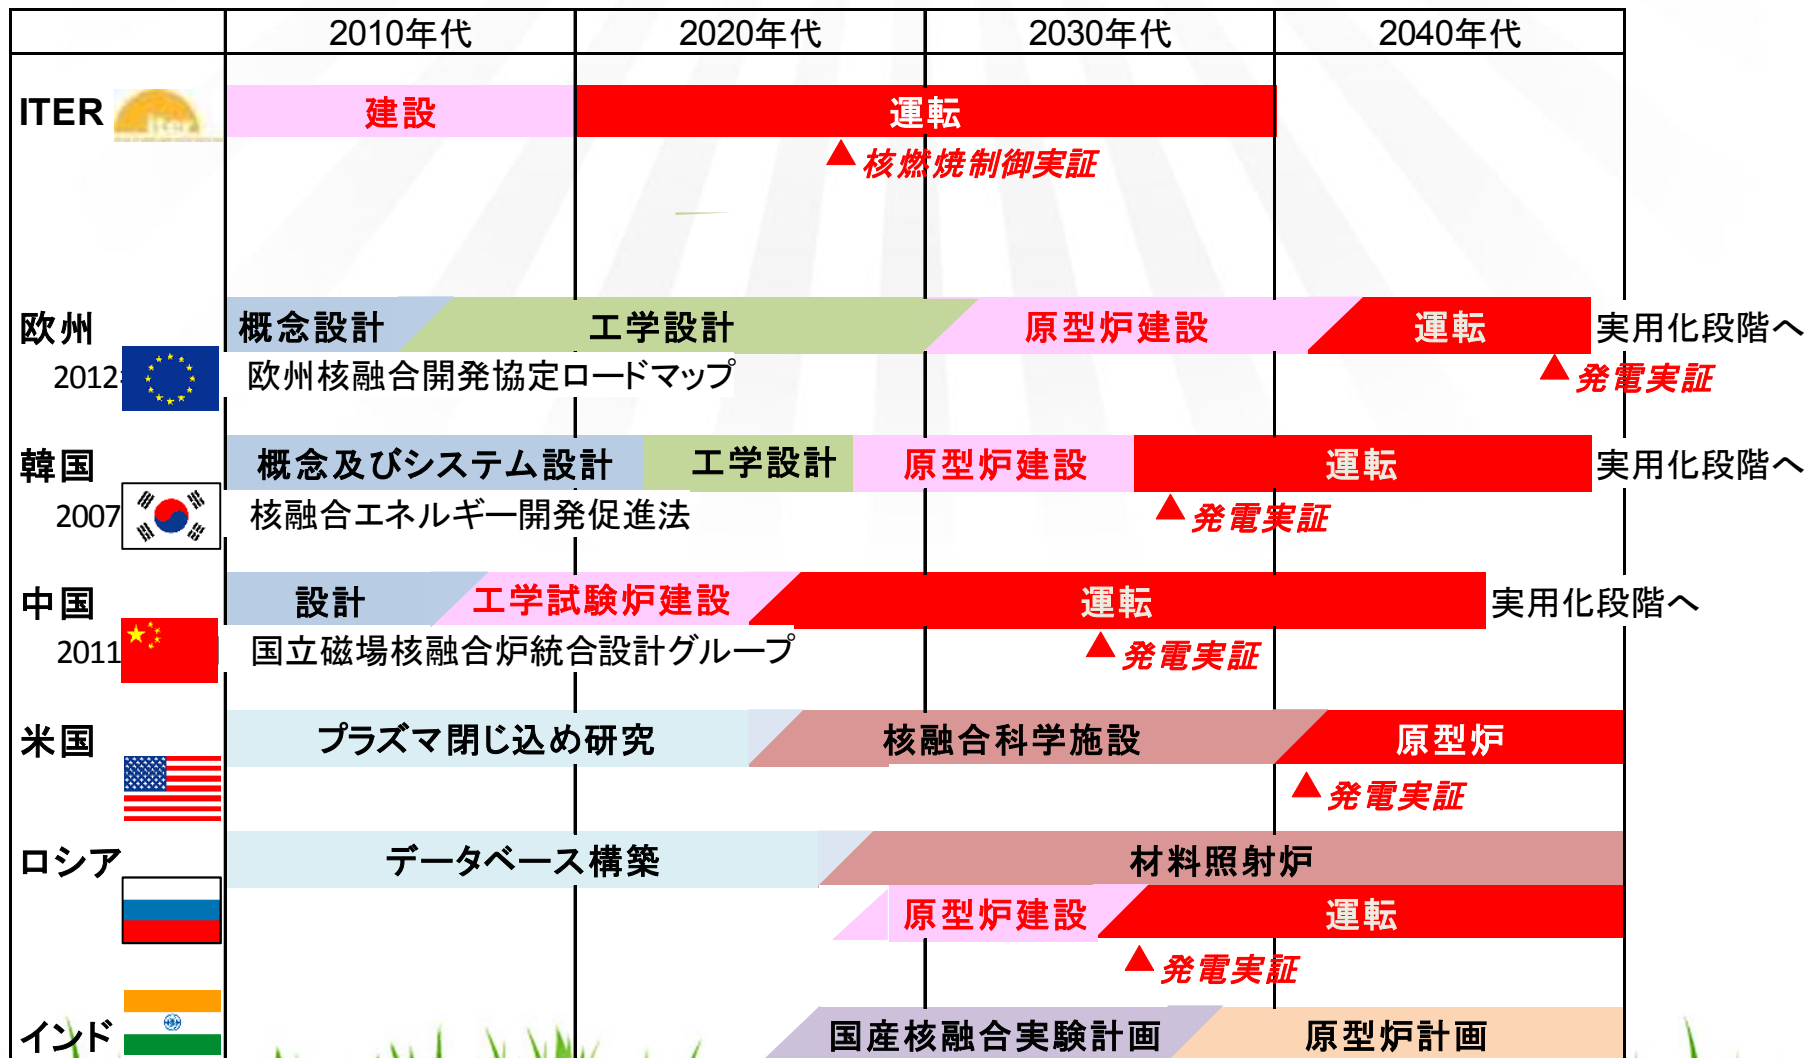 2010年代 2020年代 2030年代 2040年代
ITER 建設 運転
核燃焼制御実証
欧州 概念設計 工学設計 原型炉建設 運転 実用化段階へ
2012 欧州核融合開発協定ロードマップ 発電実証
韓国 概念及びシステム設計 工学設計 原型炉建設 運転 実用化段階へ
2007 核融合エネルギー開発促進法 発電実証
中国 設計 工学試験炉建設 運転 実用化段階へ
2011 国立磁場核融合炉統合設計グループ 発電実証
米国 プラズマ閉じ込め研究 核融合科学施設 原型炉
発電実証
ロシア データベース構築 材料照射炉
原型炉建設 運転
発電実証
インド 国産核融合実験計画 原型炉計画